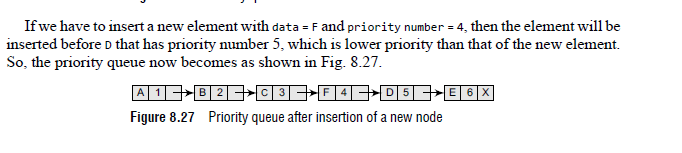 If we have to insert a new element with data = F and priority number = 4, then the element will be
inserted before D that has priority number 5, which is lower priority than that of the new element.
So, the priority queue now becomes as shown in Fig. 8.27.
A 1 B 2 C 3 F 4 D 5 E 6 X
Figure 8.27 Priority queue after insertion of a new node